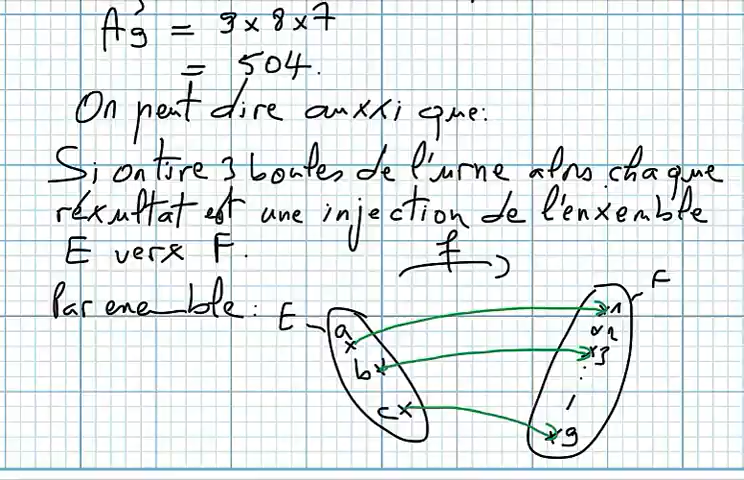 A³₉ = 9×8×7
= 504.
On peut dire aussi que:
Si on tire 3 boules de l'urne alors chaque
résultat est une injection de l'ensemble
E vers F.
f
Par exemple: E F
a 1
2
b 3
c 9